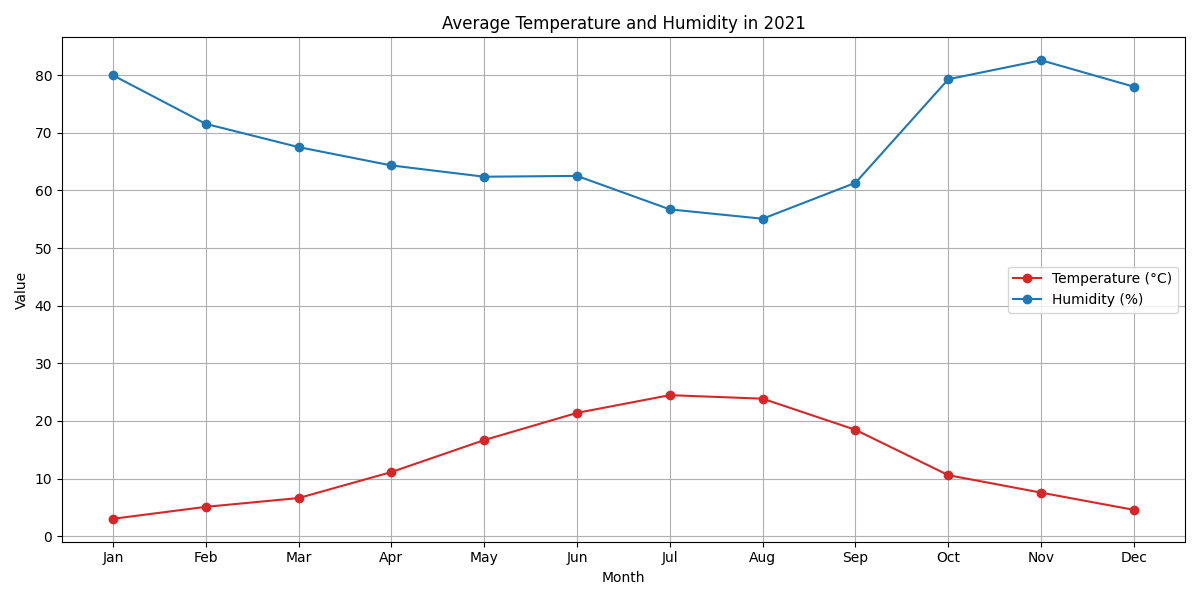 Average Temperature and Humidity in 2021
Value
80
70
60
50
40
30
20
10
0
Temperature (°C)
Humidity (%)
Jan Feb Mar Apr May Jun Jul Aug Sep Oct Nov Dec
Month